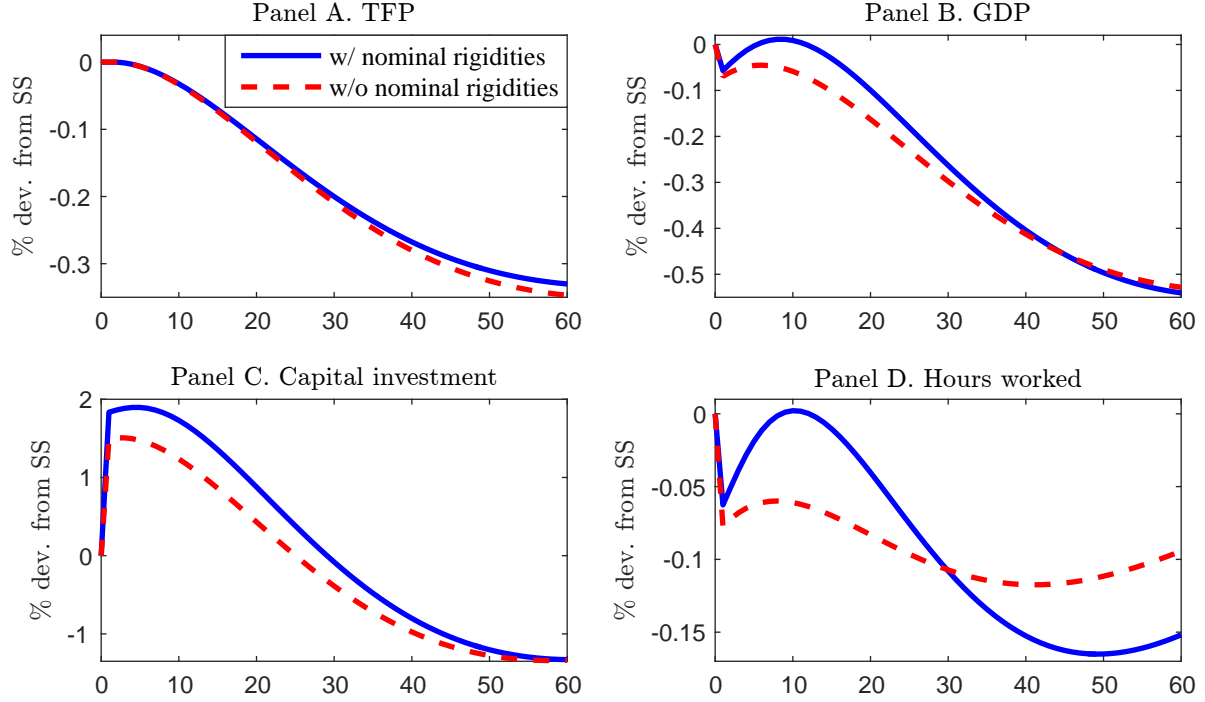 Panel A. TFP
% dev. from SS
0
-0.1
-0.2
-0.3
0 10 20 30 40 50 60
w/ nominal rigidities
w/o nominal rigidities
Panel B. GDP
% dev. from SS
0
-0.1
-0.2
-0.3
-0.4
-0.5
0 10 20 30 40 50 60
Panel C. Capital investment
% dev. from SS
2
1
0
-1
0 10 20 30 40 50 60
Panel D. Hours worked
% dev. from SS
0
-0.05
-0.1
-0.15
0 10 20 30 40 50 60